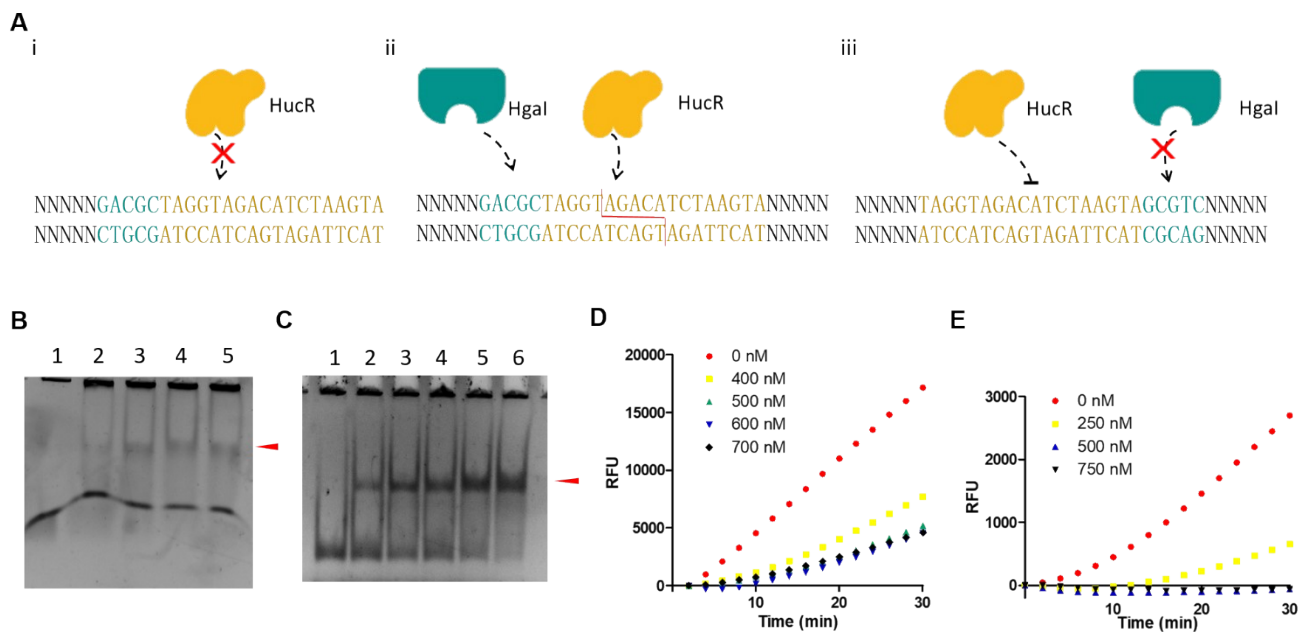 A
i
ii
iii
HucR
HgaI
HucR
HucR
HgaI
NNNNNGACGCTAGGTAGACATCTAAGTA
CTGCGATCCATCAGTAGATTCAT
NNNNNGACGCTAGGTAGACATCTAAGTANNNNN
NNNNNCTGCGATCCATCAGTAGATTCATNNNNN
NNNNNTAGGTAGACATCTAAGTAGCGTCNNNNN
NNNNNATCCATCAGTAGATTCATCGCAGNNNNN
B
1 2 3 4 5
C
1 2 3 4 5 6
D
20000
15000
10000
5000
0
RFU
0 nM
400 nM
500 nM
600 nM
700 nM
10 20 30
Time (min)
E
3000
2000
1000
0
RFU
0 nM
250 nM
500 nM
750 nM
10 20 30
Time (min)